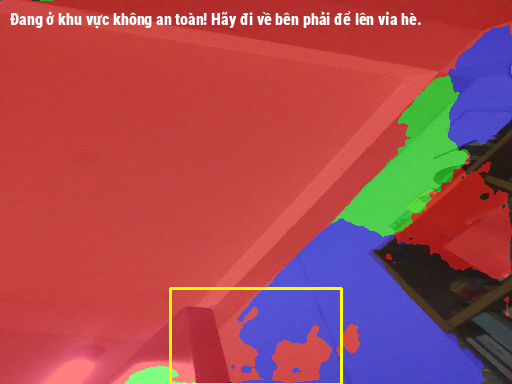 Đang ở khu vực không an toàn! Hãy đi về bên phải để lên vỉa hè.